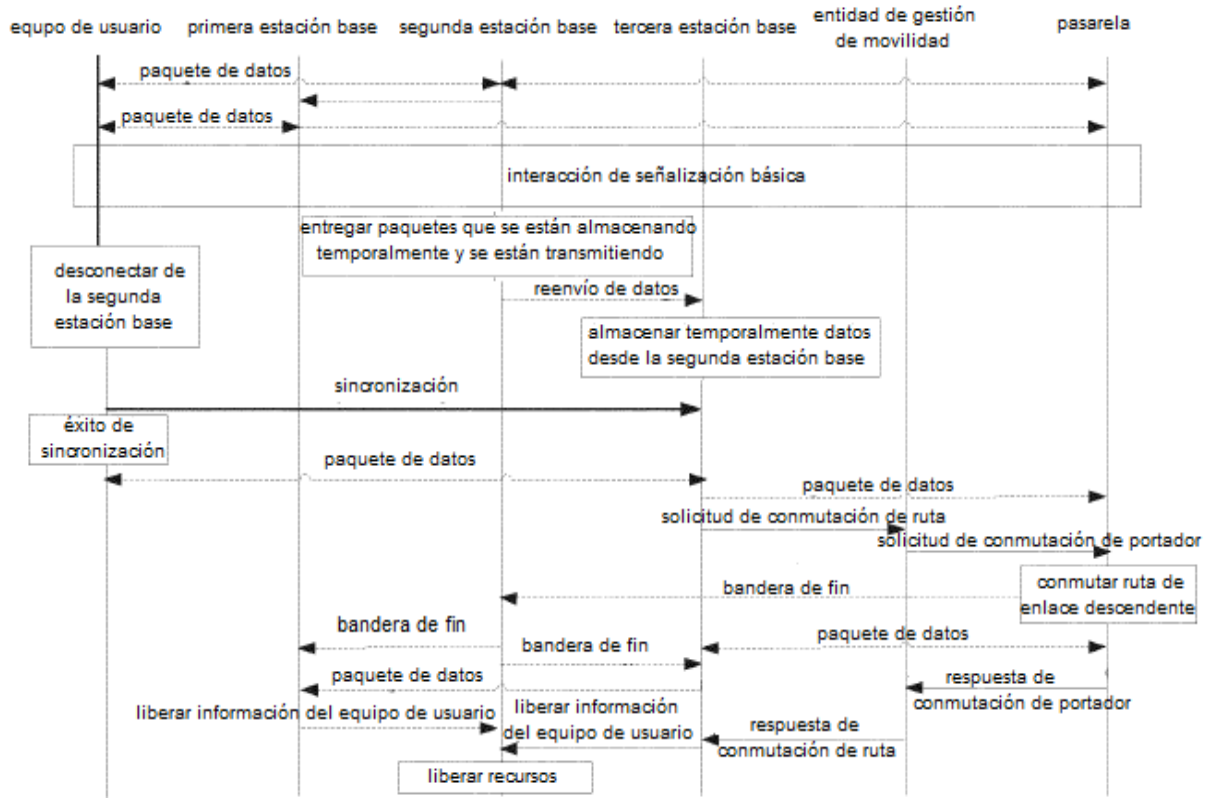 equpo de usuario
primera estación base
segunda estación base
tercera estación base
entidad de gestión
de movilidad
pasarela
paquete de datos
paquete de datos
interacción de señalización básica
entregar paquetes que se están almacenando
temporalmente y se están transmitiendo
desconectar de
la segunda
estación base
reenvío de datos
almacenar temporalmente datos
desde la segunda estación base
sincronización
éxito de
sincronización
paquete de datos
paquete de datos
solicitud de conmutación de ruta
solicitud de conmutación de portador
conmutar ruta de
enlace descendente
bandera de fin
bandera de fin
bandera de fin
paquete de datos
paquete de datos
respuesta de
conmutación de portador
liberar información del equipo de usuario
liberar información
del equipo de usuario
respuesta de
conmutación de ruta
liberar recursos